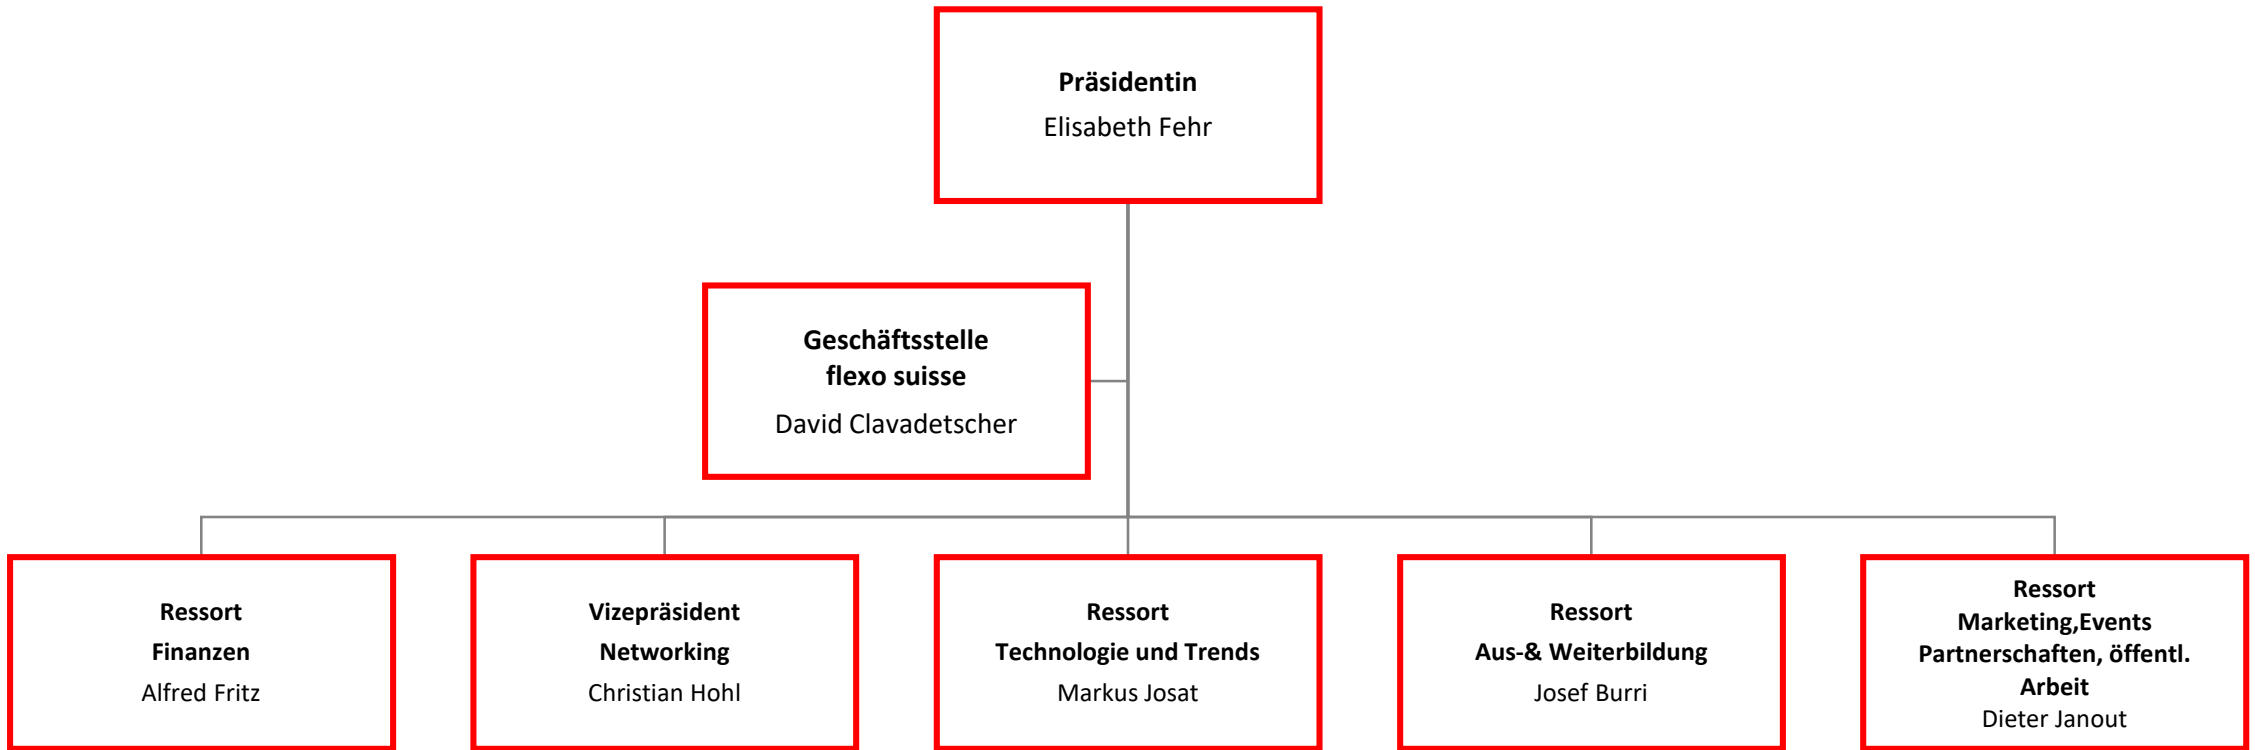 Präsidentin
Elisabeth Fehr
Geschäftsstelle
flexo suisse
David Clavadetscher
Ressort
Finanzen
Alfred Fritz
Vizepräsident
Networking
Christian Hohl
Ressort
Technologie und Trends
Markus Josat
Ressort
Aus-& Weiterbildung
Josef Burri
Ressort
Marketing,Events
Partnerschaften, öffentl.
Arbeit
Dieter Janout